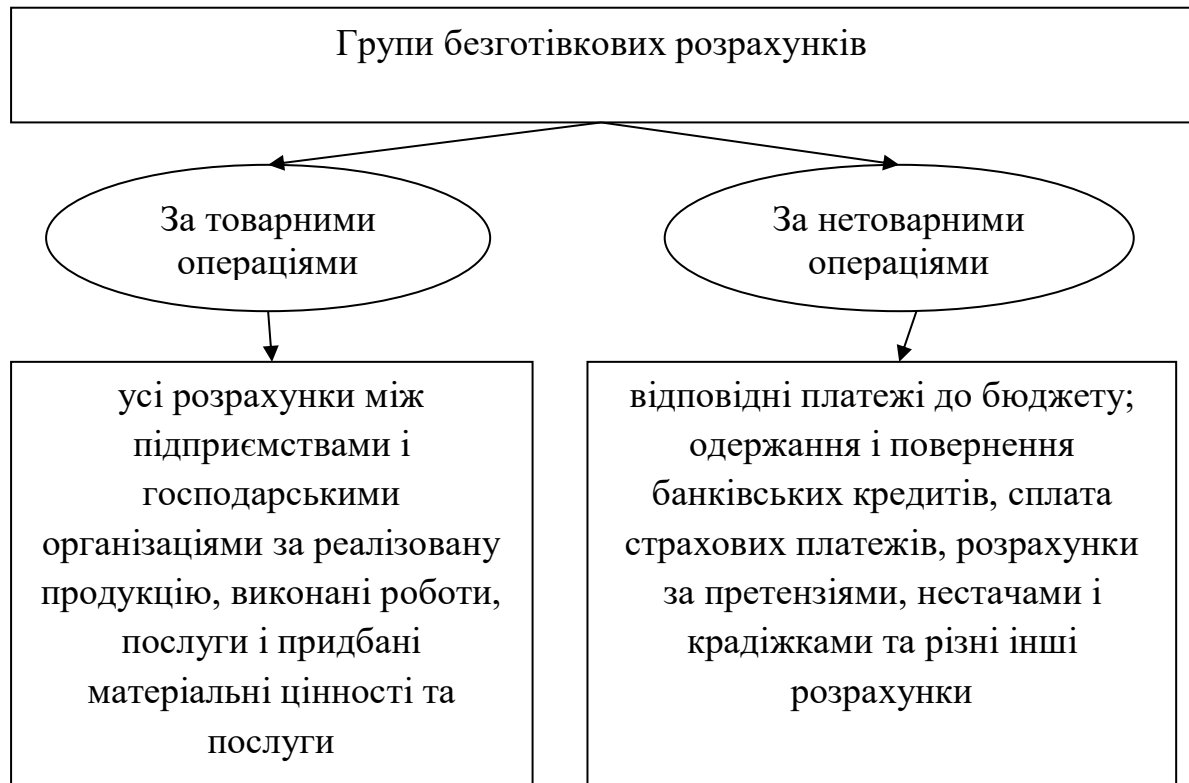 Групи безготівкових розрахунків
За товарними
операціями
За нетоварними
операціями
усі розрахунки між
підприємствами і
господарськими
організаціями за реалізовану
продукцію, виконані роботи,
послуги і придбані
матеріальні цінності та
послуги
відповідні платежі до бюджету;
одержання і повернення
банківських кредитів, сплата
страхових платежів, розрахунки
за претензіями, нестачами і
крадіжками та різні інші
розрахунки